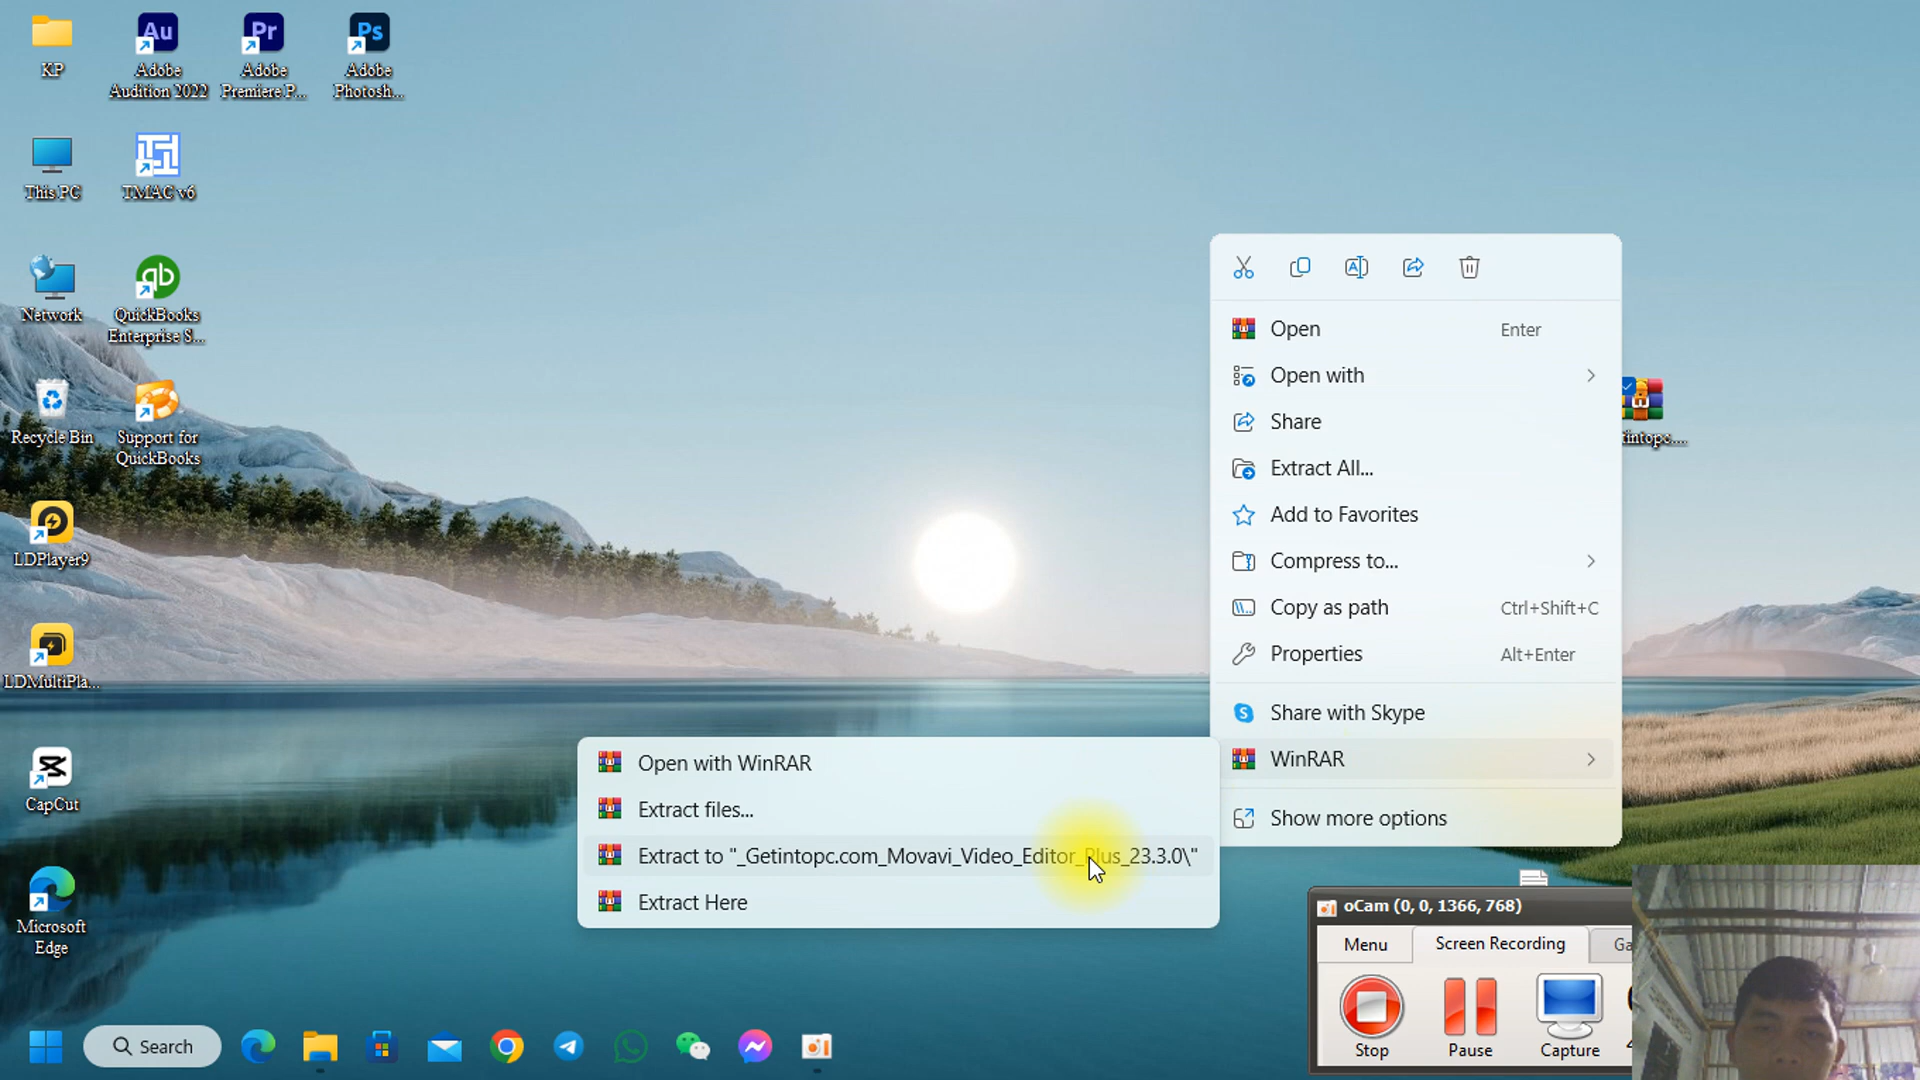 KP
Adobe
Audition 2022
Adobe
Premiere P...
Adobe
Photosh...
This PC
TMAC v6
Network
QuickBooks
Enterprise S...
Recycle Bin
Support for
QuickBooks
LDPlayer9
LDMultiPla...
CapCut
Microsoft
Edge
Open Enter
Open with
Share
Extract All...
Add to Favorites
Compress to...
Copy as path Ctrl+Shift+C
Properties Alt+Enter
Share with Skype
WinRAR
Show more options
Open with WinRAR
Extract files...
Extract to "_Getintopc.com_Movavi_Video_Editor_Plus_23.3.0\"
Extract Here
tintopc....
oCam (0, 0, 1366, 768)
Menu Screen Recording Ga
Stop Pause Capture
Search